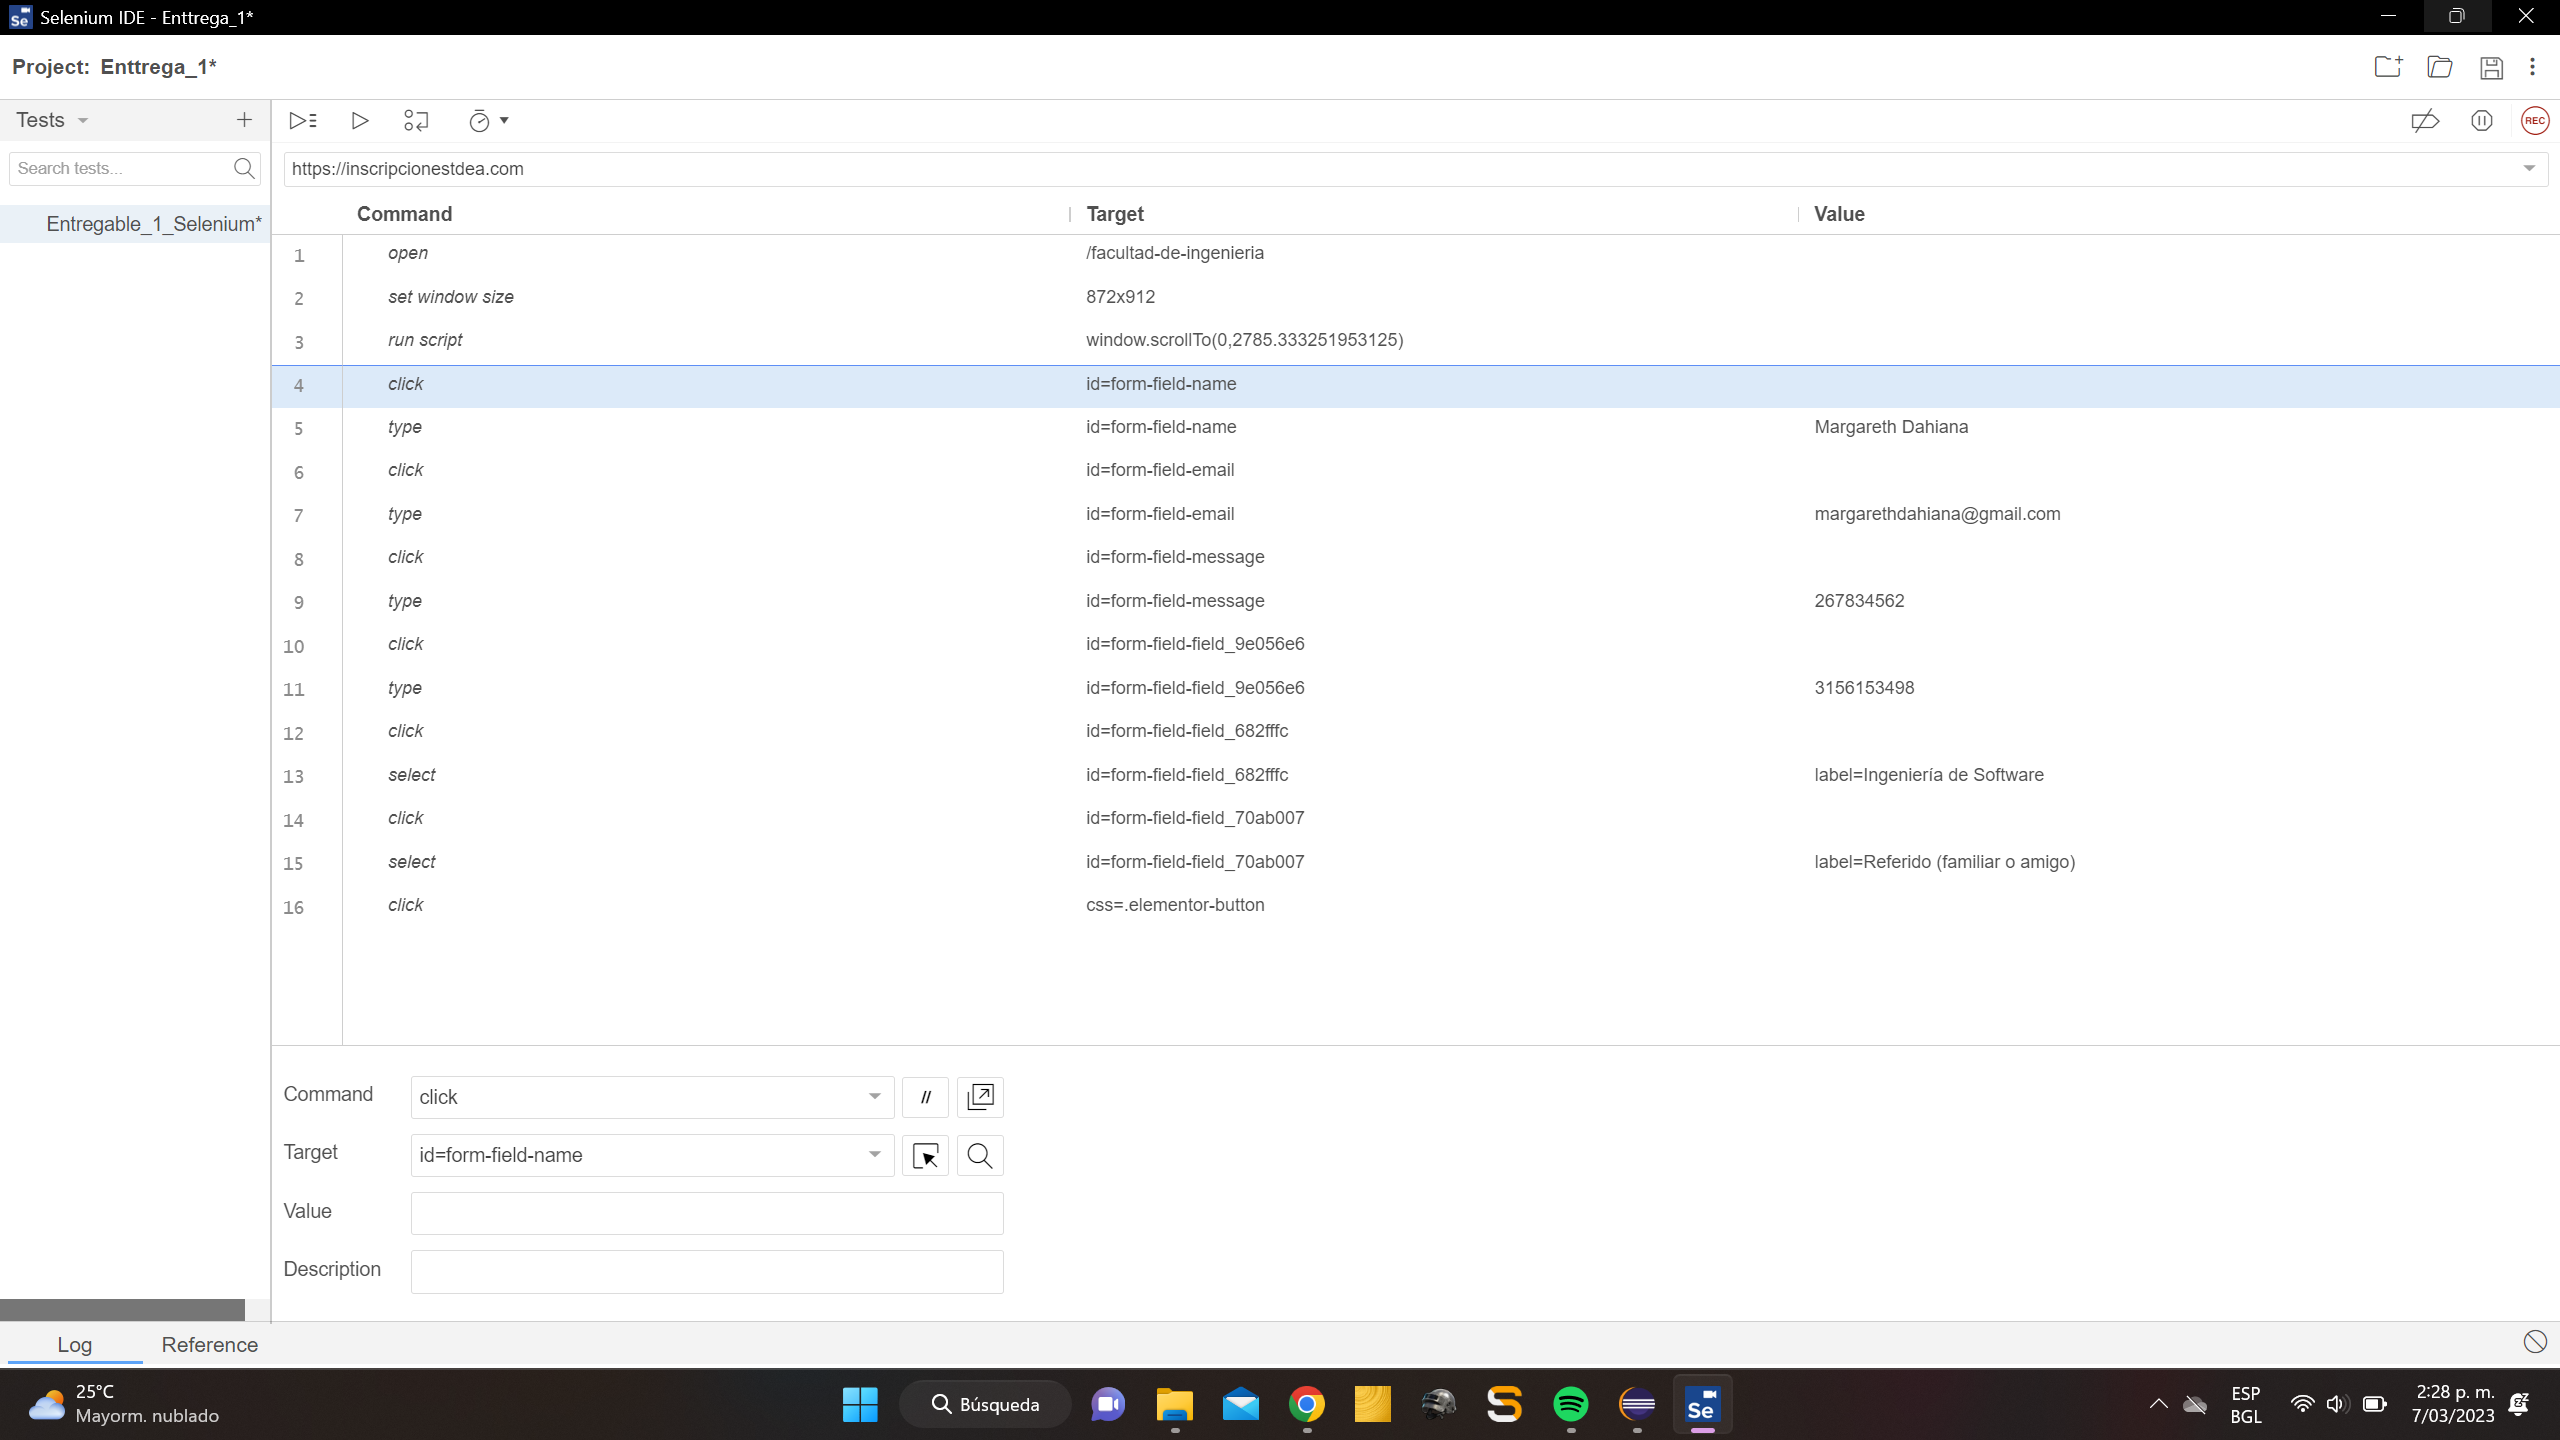 Selenium IDE - Enttrega_1*
Project: Enttrega_1*
Tests
Search tests...
Entregable_1_Selenium*
REC
https://inscripcionestdea.com
Command Target Value
1 open /facultad-de-ingenieria
2 set window size 872x912
3 run script window.scrollTo(0,2785.333251953125)
4 click id=form-field-name
5 type id=form-field-name Margareth Dahiana
6 click id=form-field-email
7 type id=form-field-email margarethdahiana@gmail.com
8 click id=form-field-message
9 type id=form-field-message 267834562
10 click id=form-field-field_9e056e6
11 type id=form-field-field_9e056e6 3156153498
12 click id=form-field-field_682fffc
13 select id=form-field-field_682fffc label=Ingeniería de Software
14 click id=form-field-field_70ab007
15 select id=form-field-field_70ab007 label=Referido (familiar o amigo)
16 click css=.elementor-button
Command click //
Target id=form-field-name
Value
Description
Log Reference
25°C
Mayorm. nublado
Búsqueda
Se
ESP
BGL
2:28 p. m.
7/03/2023